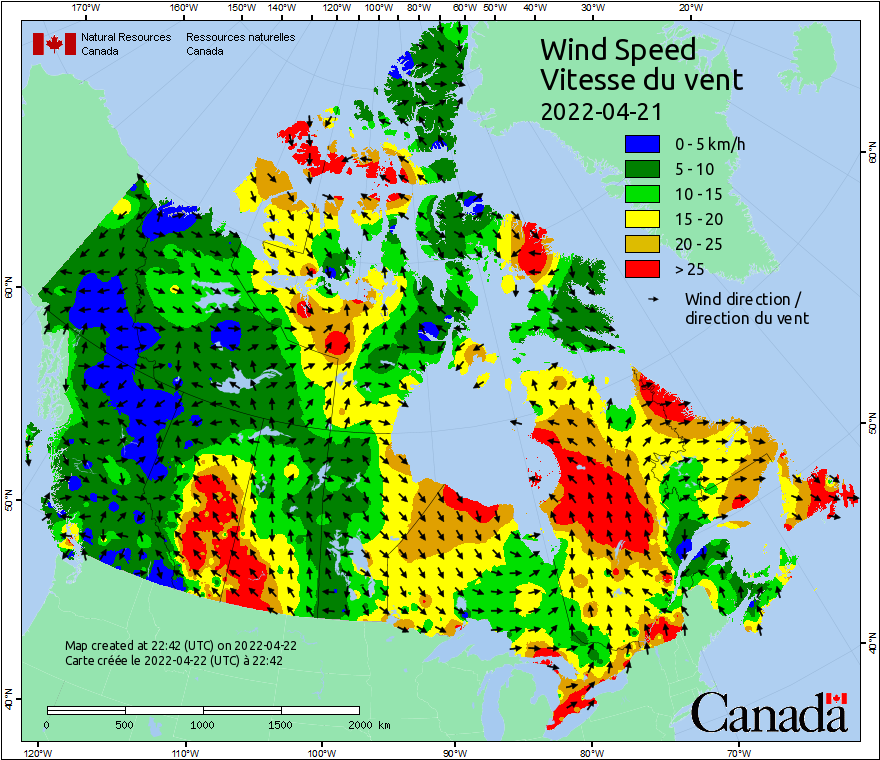 170°W 160°W 150°W 140°W 120°W 100°W 80°W 60°W 50°W 40°W 30°W 20°W
Natural Resources Ressources naturelles
Canada Canada
Wind Speed
Vitesse du vent
2022-04-21
0 - 5 km/h
5 - 10
10 - 15
15 - 20
20 - 25
> 25
Wind direction /
direction du vent
60°N
60°N
50°N
50°N
40°N
40°N
Map created at 22:42 (UTC) on 2022-04-22
Carte créée le 2022-04-22 (UTC) à 22:42
0 500 1000 1500 2000 km
Canada
120°W 110°W 100°W 90°W 80°W 70°W